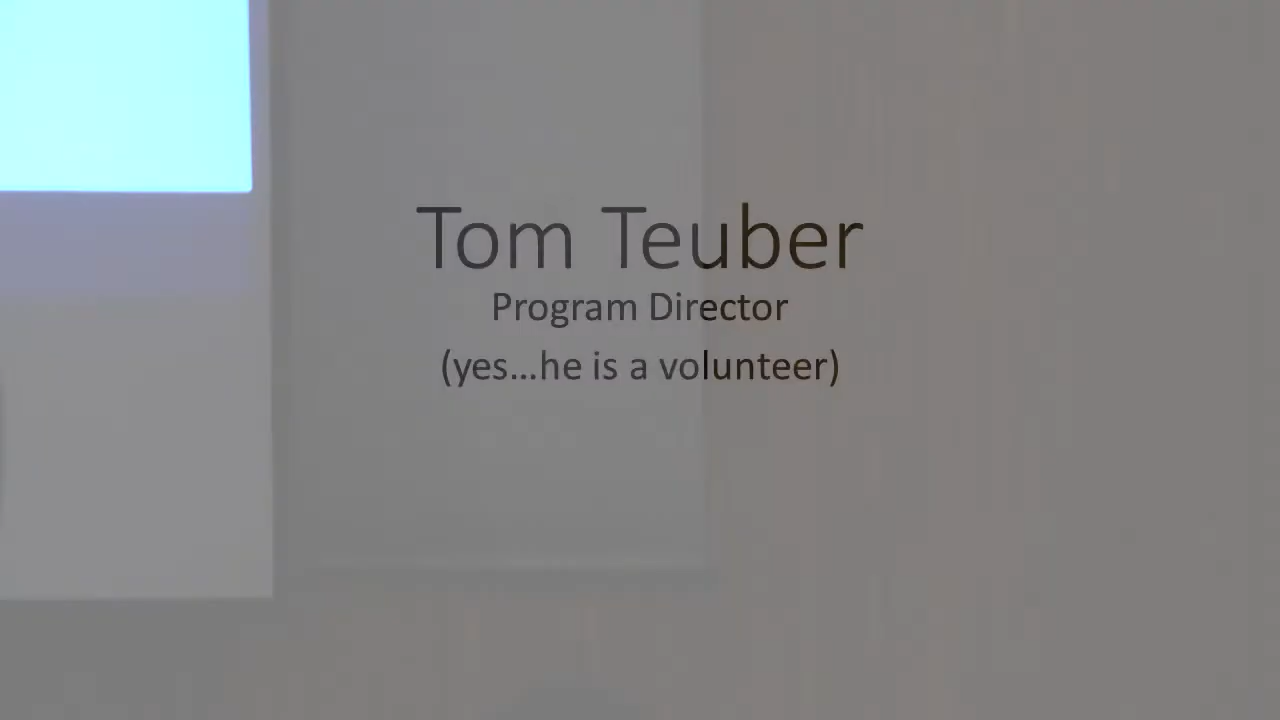 Tom Teuber
Program Director
(yes...he is a volunteer)